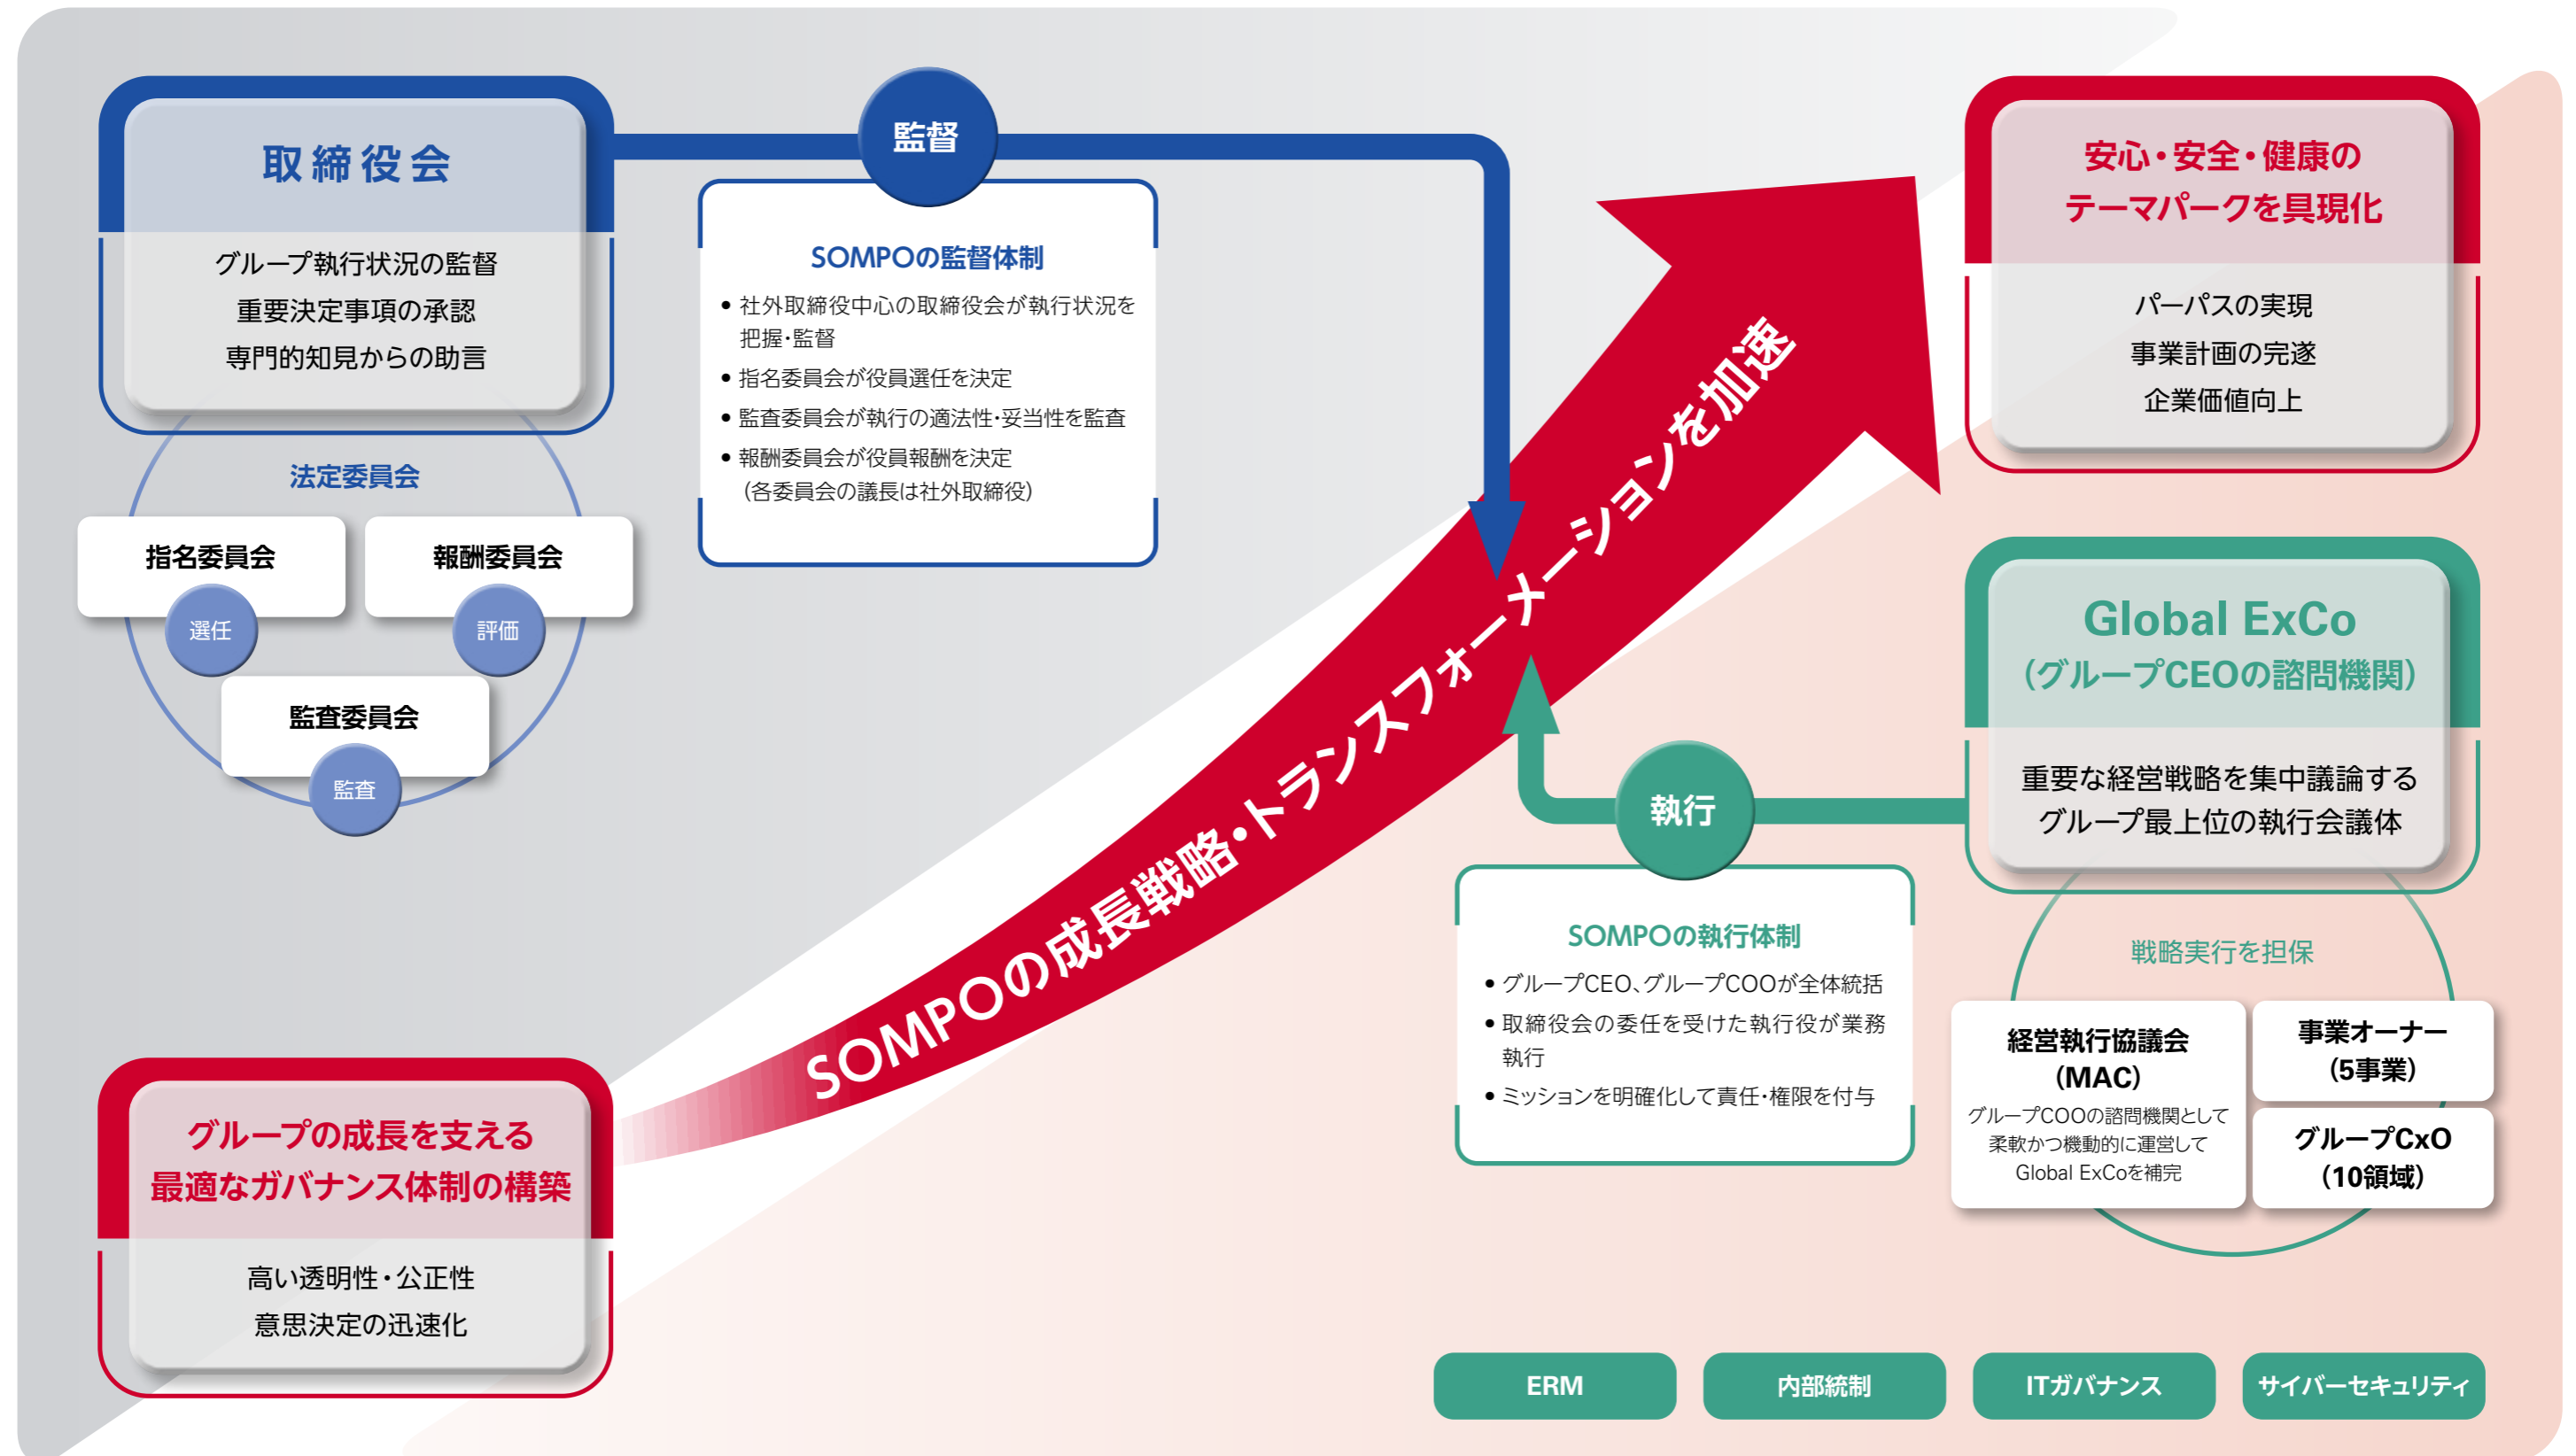 取締役会
グループ執行状況の監督
重要決定事項の承認
専門的知見からの助言
法定委員会
指名委員会
選任
報酬委員会
評価
監査委員会
監査
監督
SOMPOの監督体制
• 社外取締役中心の取締役会が執行状況を
把握・監督
• 指名委員会が役員選任を決定
• 監査委員会が執行の適法性・妥当性を監査
• 報酬委員会が役員報酬を決定
（各委員会の議長は社外取締役）
安心・安全・健康の
テーマパークを具現化
パーパスの実現
事業計画の完遂
企業価値向上
SOMPOの成長戦略・トランスフォーメーションを加速
Global ExCo
（グループCEOの諮問機関）
重要な経営戦略を集中議論する
グループ最上位の執行会議体
執行
SOMPOの執行体制
• グループCEO、グループCOOが全体統括
• 取締役会の委任を受けた執行役が業務
執行
• ミッションを明確化して責任・権限を付与
戦略実行を担保
経営執行協議会
（MAC）
グループCOOの諮問機関として
柔軟かつ機動的に運営して
Global ExCoを補完
事業オーナー
（5事業）
グループCxO
（10領域）
グループの成長を支える
最適なガバナンス体制の構築
高い透明性・公正性
意思決定の迅速化
ERM
内部統制
ITガバナンス
サイバーセキュリティ